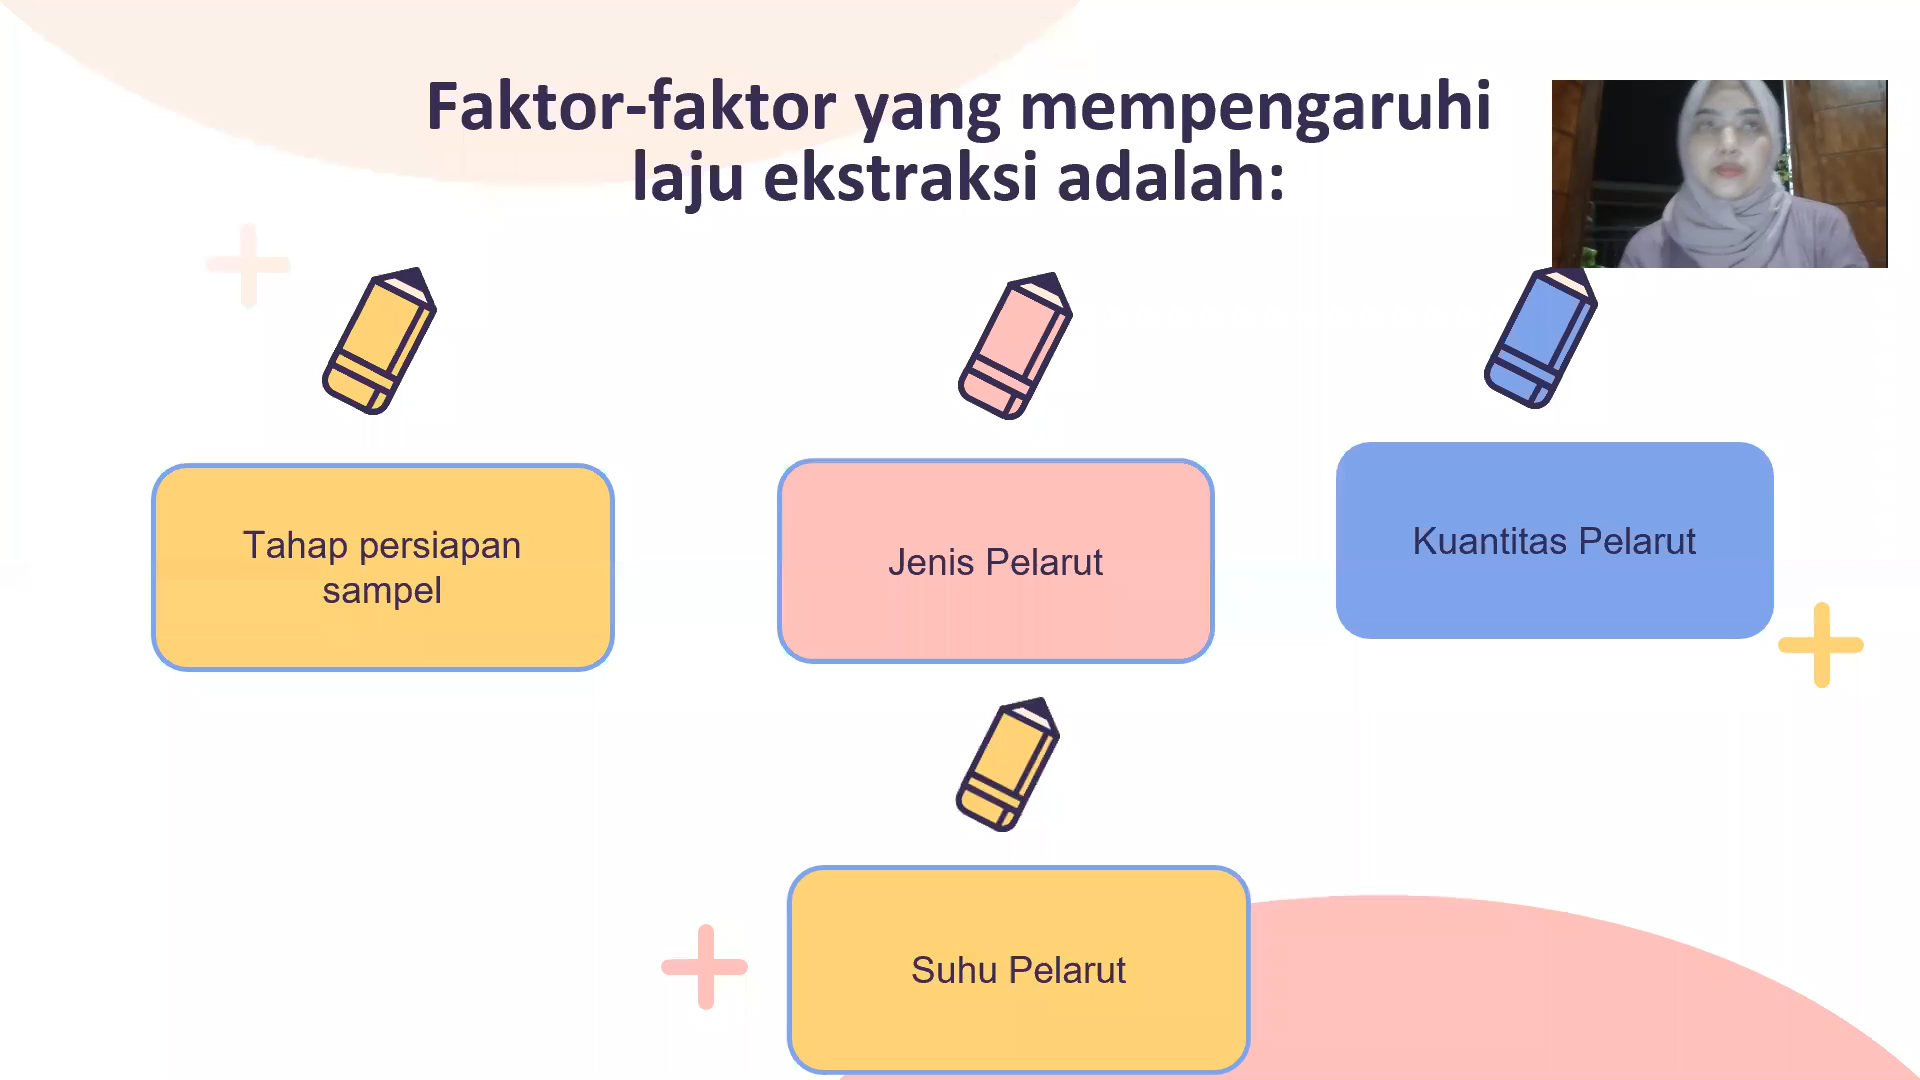 Faktor-faktor yang mempengaruhi
laju ekstraksi adalah:
Tahap persiapan
sampel
Jenis Pelarut
Kuantitas Pelarut
Suhu Pelarut